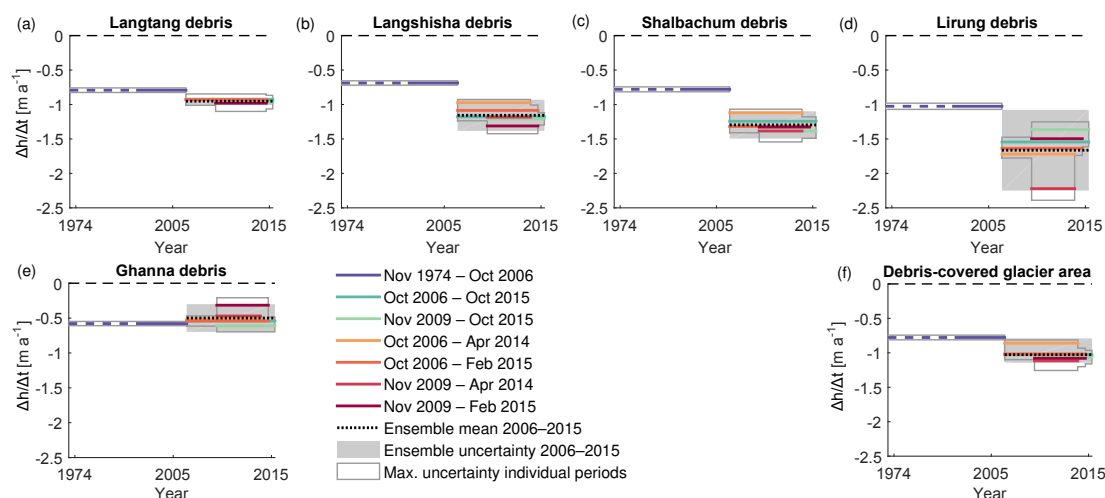 (a) Langtang debris
(b) Langshisha debris
(c) Shalbachum debris
(d) Lirung debris
Δh/Δt [m a⁻¹]
0
-0.5
-1
-1.5
-2
-2.5
1974 2005 2015
Year
0
-0.5
-1
-1.5
-2
-2.5
1974 2005 2015
Year
0
-0.5
-1
-1.5
-2
-2.5
1974 2005 2015
Year
0
-0.5
-1
-1.5
-2
-2.5
1974 2005 2015
Year
(e) Ghanna debris
Δh/Δt [m a⁻¹]
0
-0.5
-1
-1.5
-2
-2.5
1974 2005 2015
Year
Nov 1974 – Oct 2006
Oct 2006 – Oct 2015
Nov 2009 – Oct 2015
Oct 2006 – Apr 2014
Oct 2006 – Feb 2015
Nov 2009 – Apr 2014
Nov 2009 – Feb 2015
Ensemble mean 2006–2015
Ensemble uncertainty 2006–2015
Max. uncertainty individual periods
(f) Debris-covered glacier area
Δh/Δt [m a⁻¹]
0
-0.5
-1
-1.5
-2
-2.5
1974 2005 2015
Year